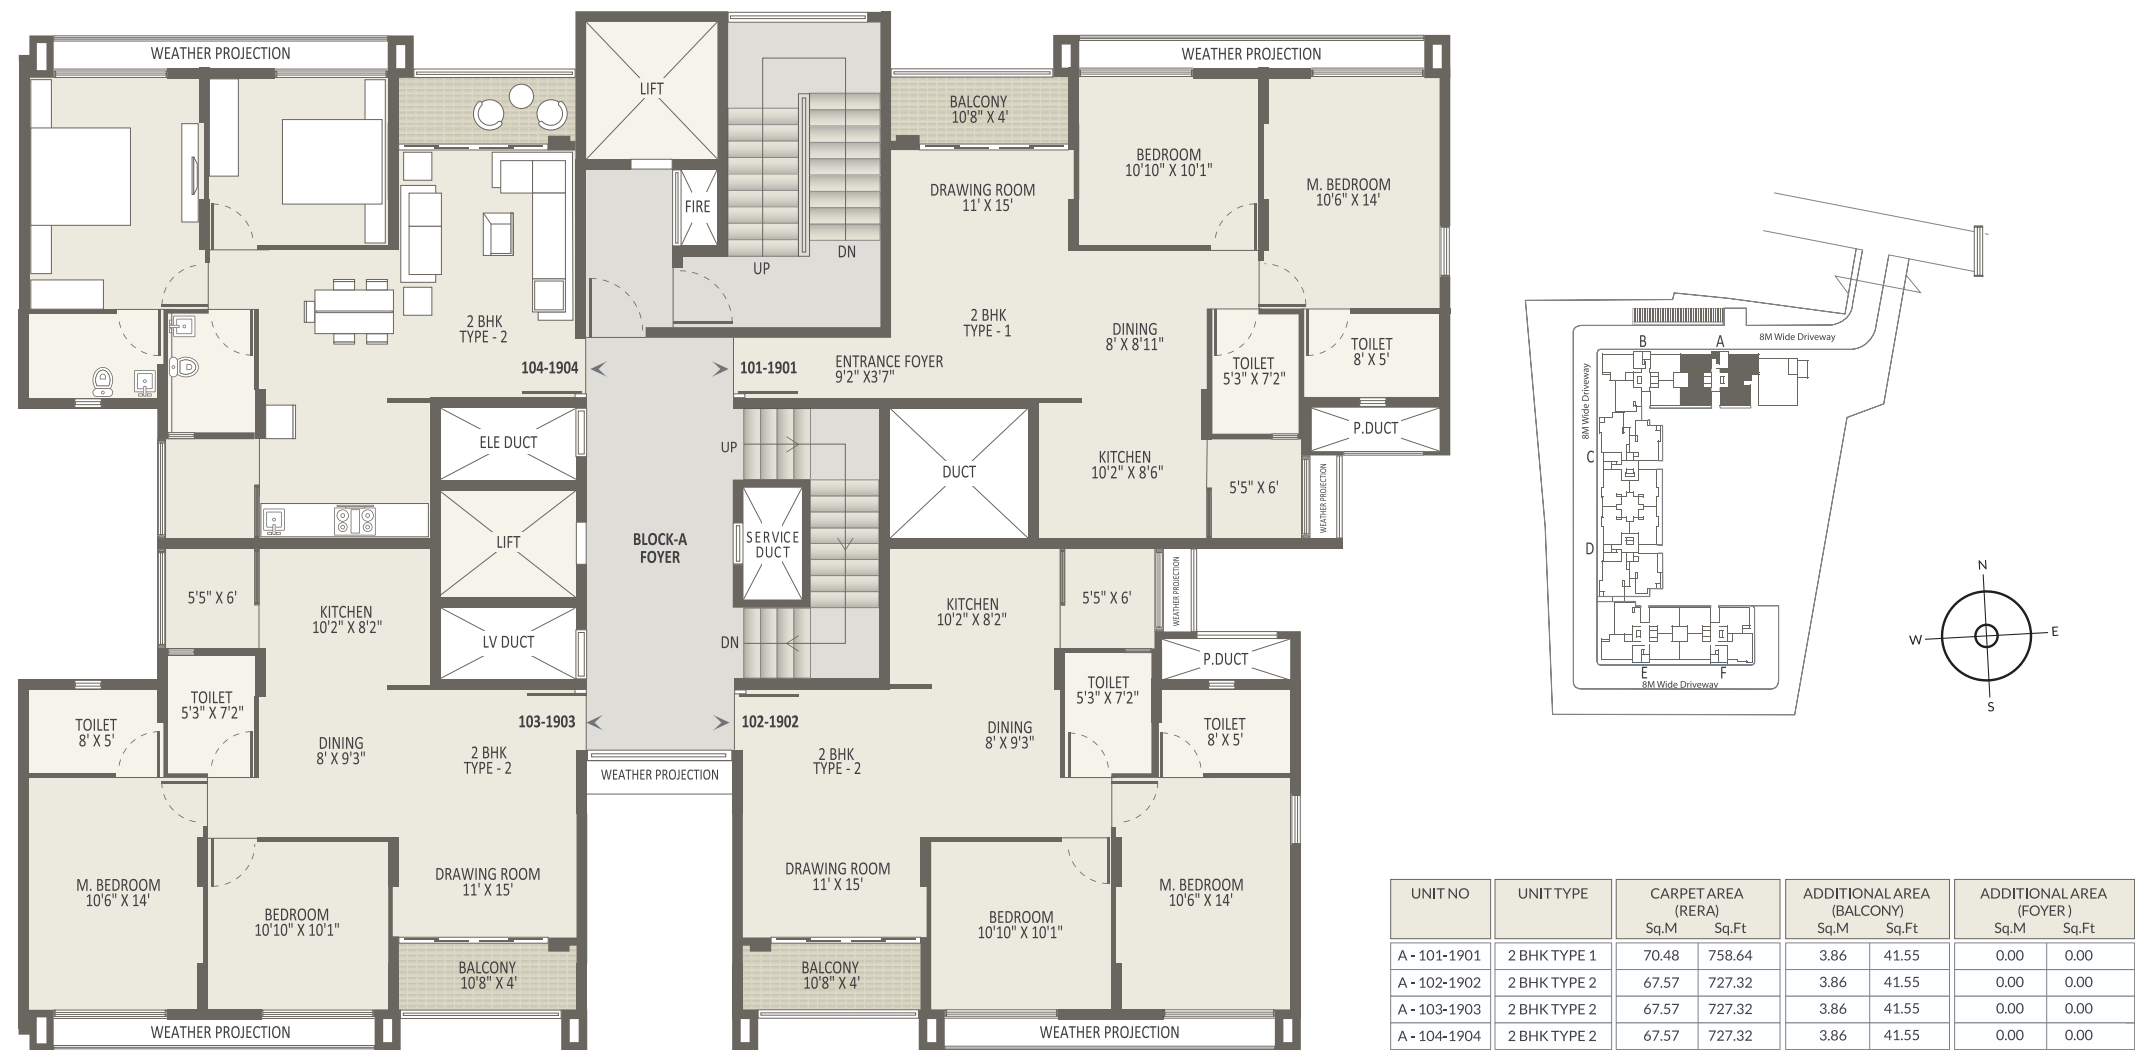 WEATHER PROJECTION
2 BHK
TYPE - 2
104-1904
LIFT
FIRE
UP
DN
BALCONY
10'8" X 4'
WEATHER PROJECTION
BEDROOM
10'10" X 10'1"
M. BEDROOM
10'6" X 14'
DRAWING ROOM
11' X 15'
2 BHK
TYPE - 1
DINING
8' X 8'11"
TOILET
5'3" X 7'2"
TOILET
8' X 5'
101-1901
ENTRANCE FOYER
9'2" X3'7"
P.DUCT
KITCHEN
10'2" X 8'6"
5'5" X 6'
WEATHER PROJECTION
DUCT
ELE DUCT
LIFT
LV DUCT
BLOCK-A
FOYER
UP
SERVICE
DUCT
DN
5'5" X 6'
KITCHEN
10'2" X 8'2"
TOILET
5'3" X 7'2"
TOILET
8' X 5'
DINING
8' X 9'3"
103-1903
2 BHK
TYPE - 2
M. BEDROOM
10'6" X 14'
BEDROOM
10'10" X 10'1"
DRAWING ROOM
11' X 15'
BALCONY
10'8" X 4'
WEATHER PROJECTION
WEATHER PROJECTION
KITCHEN
10'2" X 8'2"
5'5" X 6'
WEATHER PROJECTION
P.DUCT
TOILET
5'3" X 7'2"
TOILET
8' X 5'
102-1902
DINING
8' X 9'3"
2 BHK
TYPE - 2
DRAWING ROOM
11' X 15'
BEDROOM
10'10" X 10'1"
M. BEDROOM
10'6" X 14'
BALCONY
10'8" X 4'
WEATHER PROJECTION
8M Wide Driveway
B
A
8M Wide Driveway
C
D
E
F
8M Wide Driveway
N
W
E
S
UNIT NO UNIT TYPE CARPET AREA ADDITIONAL AREA ADDITIONAL AREA
(RERA) (BALCONY) (FOYER )
Sq.M Sq.Ft Sq.M Sq.Ft Sq.M Sq.Ft
A - 101-1901 2 BHK TYPE 1 70.48 758.64 3.86 41.55 0.00 0.00
A - 102-1902 2 BHK TYPE 2 67.57 727.32 3.86 41.55 0.00 0.00
A - 103-1903 2 BHK TYPE 2 67.57 727.32 3.86 41.55 0.00 0.00
A - 104-1904 2 BHK TYPE 2 67.57 727.32 3.86 41.55 0.00 0.00